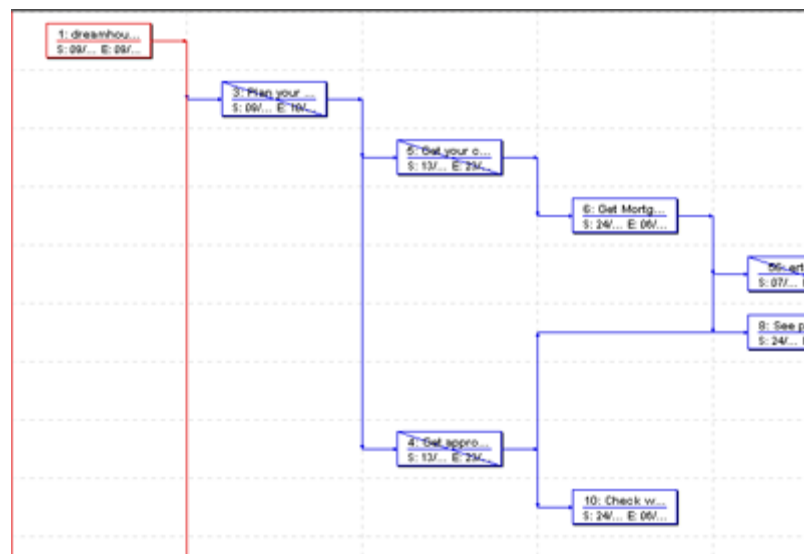 1: dreamhou...
S: 09/... E: 09/...
3: Plan your ...
S: 09/... E: 10/...
5: Get your c...
S: 13/... E: 23/...
6: Get Mortg...
S: 24/... E: 06/...
S: 07/...
8: See p
S: 24/...
4: Get appro...
S: 13/... E: 23/...
10: Check w...
S: 24/... E: 06/...